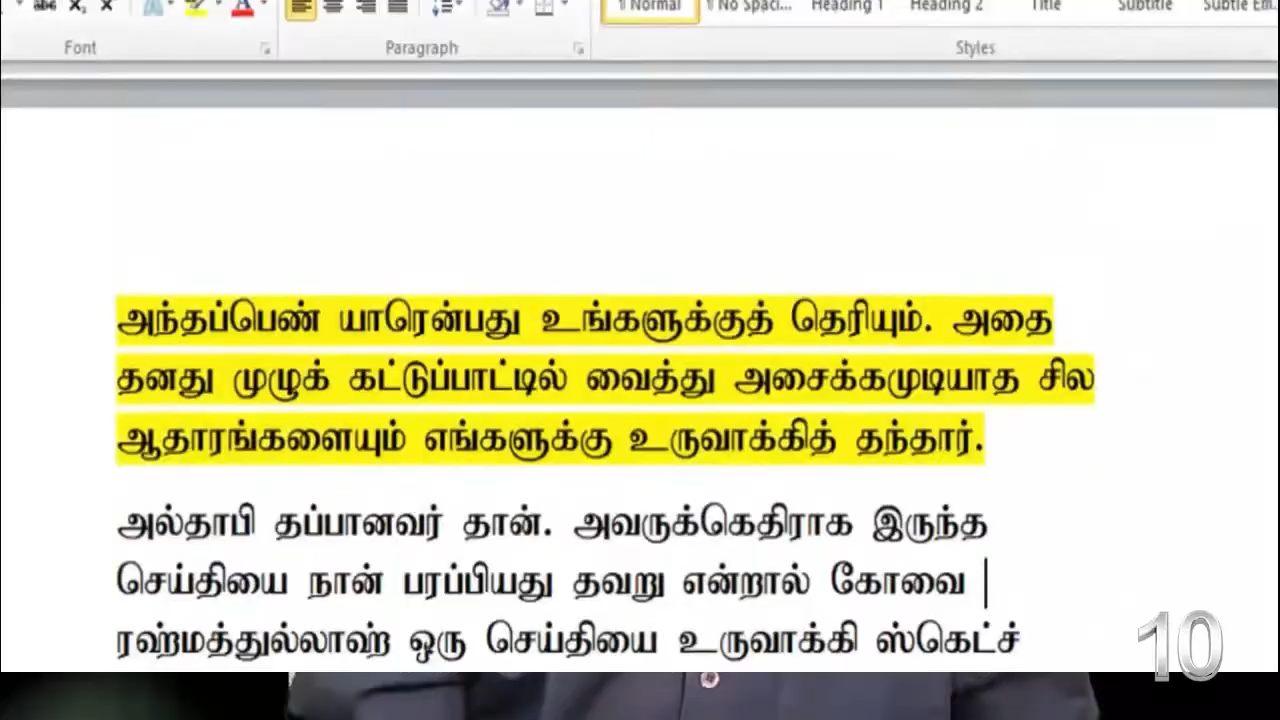 Font
Paragraph
Styles
¶ Normal
¶ No Spaci...
Heading 1
Heading 2
Title
Subtitle
Subtle Em...
அந்தப்பெண் யாரென்பது உங்களுக்குத் தெரியும். அதை
தனது முழுக் கட்டுப்பாட்டில் வைத்து அசைக்கமுடியாத சில
ஆதாரங்களையும் எங்களுக்கு உருவாக்கித் தந்தார்.
அல்தாபி தப்பானவர் தான். அவருக்கெதிராக இருந்த
செய்தியை நான் பரப்பியது தவறு என்றால் கோவை
ரஹ்மத்துல்லாஹ் ஒரு செய்தியை உருவாக்கி ஸ்கெட்ச்
10